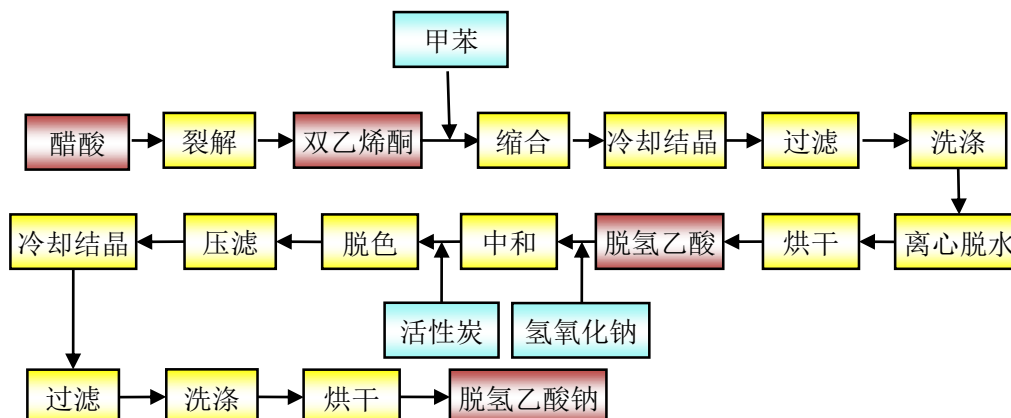 甲苯
醋酸
裂解
双乙烯酮
缩合
冷却结晶
过滤
洗涤
离心脱水
烘干
脱氢乙酸
中和
脱色
压滤
冷却结晶
活性炭
氢氧化钠
过滤
洗涤
烘干
脱氢乙酸钠